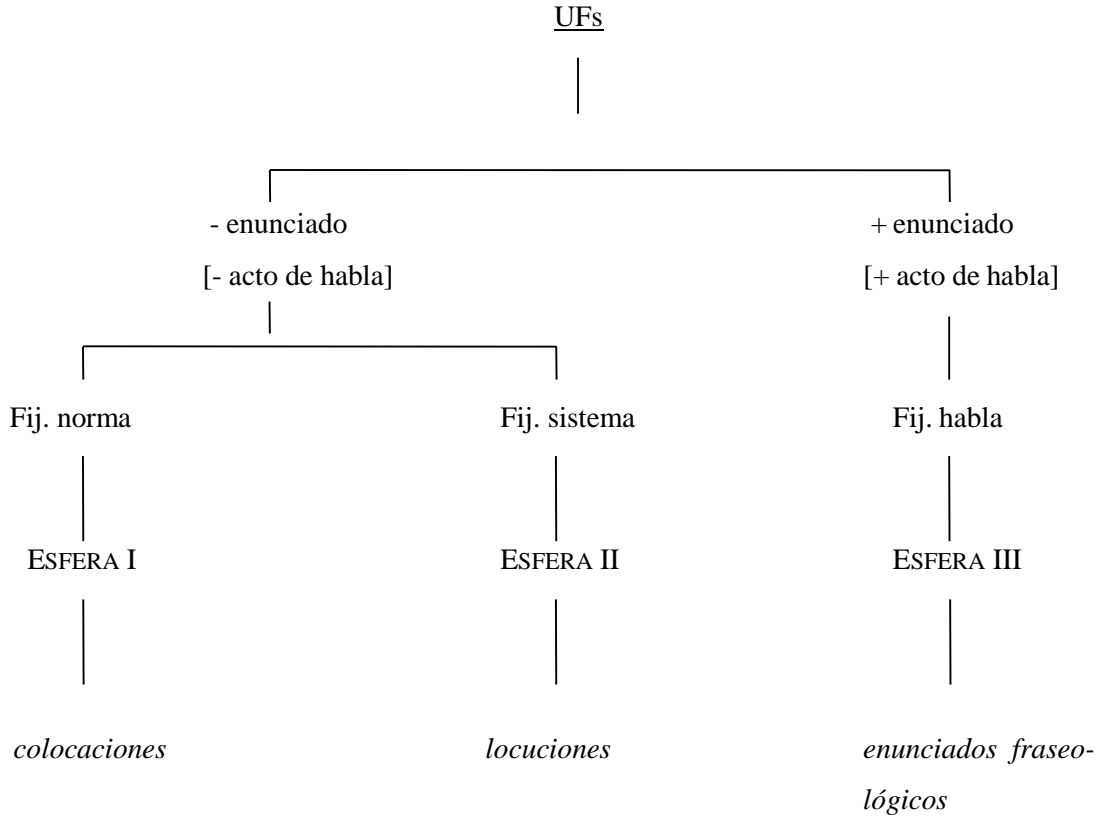 UFs
- enunciado
+ enunciado
[- acto de habla]
[+ acto de habla]
Fij. norma
Fij. sistema
Fij. habla
ESFERA I
ESFERA II
ESFERA III
colocaciones
locuciones
enunciados fraseo-
lógicos